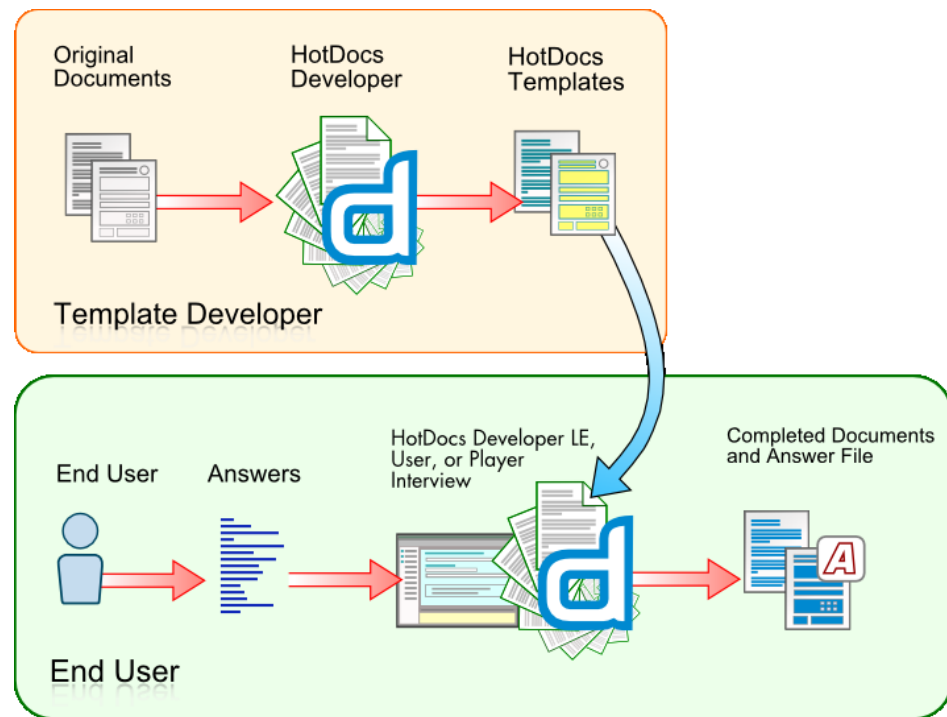 Original
Documents
HotDocs
Developer
HotDocs
Templates
d
Template Developer
HotDocs Developer LE,
User, or Player
Interview
Completed Documents
and Answer File
End User
Answers
d
A
End User